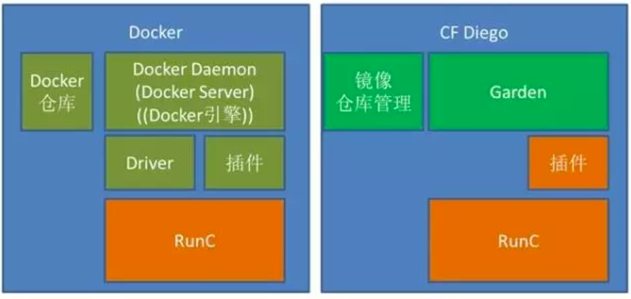 Docker
Docker
仓库
Docker Daemon
(Docker Server)
((Docker引擎))
Driver
插件
RunC
CF Diego
镜像
仓库管理
Garden
插件
RunC